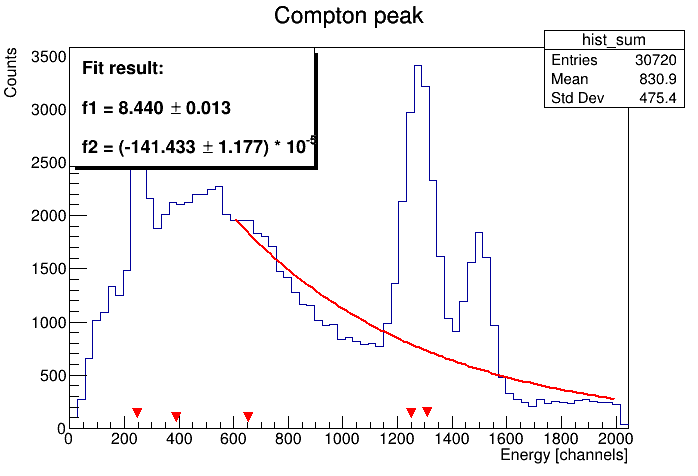 Compton peak
hist_sum
Entries 30720
Mean 830.9
Std Dev 475.4
Counts
Fit result:
f1 = 8.440 ± 0.013
f2 = (-141.433 ± 1.177) * 10^-5
3500
3000
2500
2000
1500
1000
500
0
0 200 400 600 800 1000 1200 1400 1600 1800 2000
Energy [channels]